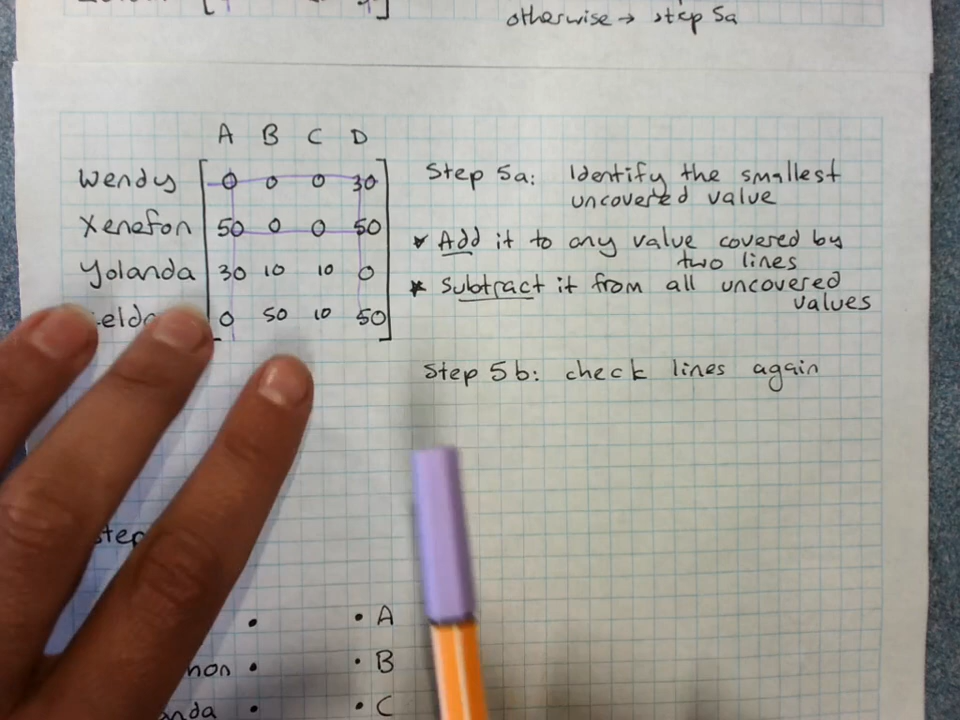 otherwise → step 5a
A B C D
Wendy 0 0 0 30
Xenefon 50 0 0 50
Yolanda 30 10 10 0
0 50 10 50
Step 5a: Identify the smallest
uncovered value
* Add it to any value covered by
two lines
* Subtract it from all uncovered
values
Step 5b: check lines again
step
• • A
• • B
• • C